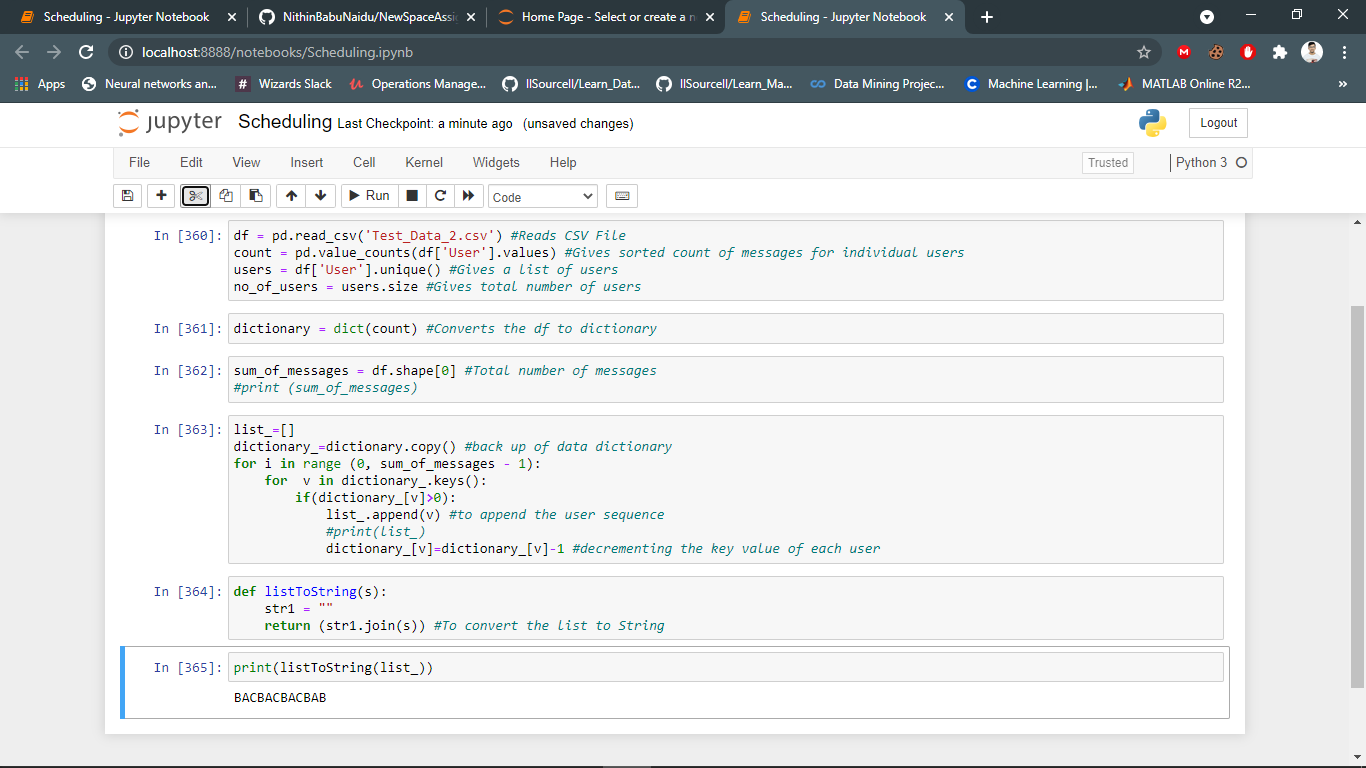 Scheduling - Jupyter Notebook
NithinBabuNaidu/NewSpaceAssi
Home Page - Select or create a n
Scheduling - Jupyter Notebook
localhost:8888/notebooks/Scheduling.ipynb
Apps
Neural networks an...
Wizards Slack
Operations Manage...
llSourcell/Learn_Dat...
llSourcell/Learn_Ma...
Data Mining Projec...
Machine Learning |...
MATLAB Online R2...
jupyter Scheduling Last Checkpoint: a minute ago (unsaved changes)
Logout
File Edit View Insert Cell Kernel Widgets Help
Trusted
Python 3
Run
Code
In [360]: df = pd.read_csv('Test_Data_2.csv') #Reads CSV File
count = pd.value_counts(df['User'].values) #Gives sorted count of messages for individual users
users = df['User'].unique() #Gives a list of users
no_of_users = users.size #Gives total number of users
In [361]: dictionary = dict(count) #Converts the df to dictionary
In [362]: sum_of_messages = df.shape[0] #Total number of messages
#print (sum_of_messages)
In [363]: list_=[]
dictionary_=dictionary.copy() #back up of data dictionary
for i in range (0, sum_of_messages - 1):
for  v in dictionary_.keys():
if(dictionary_[v]>0):
list_.append(v) #to append the user sequence
#print(list_)
dictionary_[v]=dictionary_[v]-1 #decrementing the key value of each user
In [364]: def listToString(s):
str1 = ""
return (str1.join(s)) #To convert the list to String
In [365]: print(listToString(list_))
BACBACBACBAB